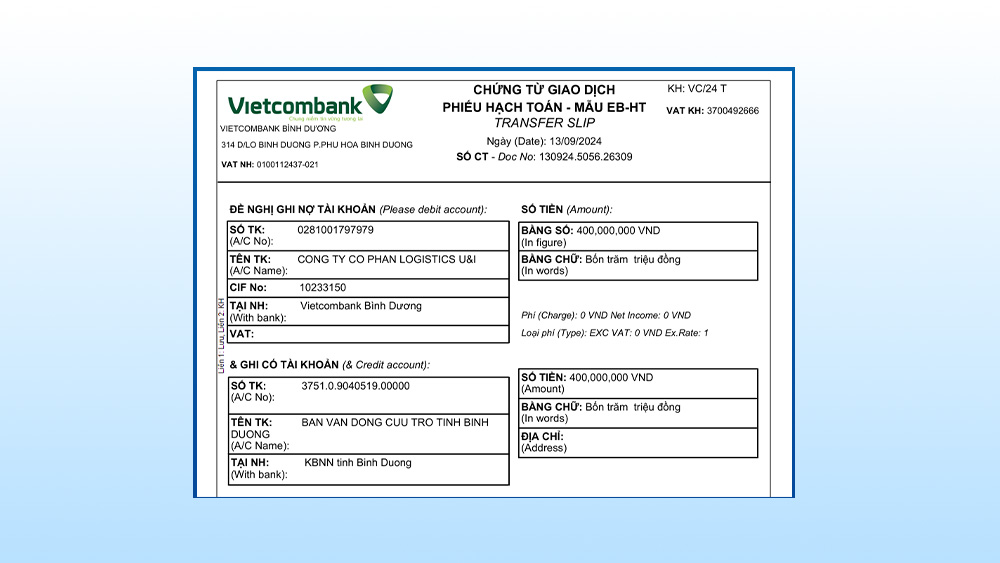 Vietcombank
Chung niềm tin vững tương lai
VIETCOMBANK BÌNH DƯƠNG
314 D/LO BINH DUONG P.PHU HOA BINH DUONG
VAT NH: 0100112437-021
CHỨNG TỪ GIAO DỊCH
PHIẾU HẠCH TOÁN - MẪU EB-HT
TRANSFER SLIP
Ngày (Date): 13/09/2024
SỐ CT - Doc No: 130924.5056.26309
KH: VC/24 T
VAT KH: 3700492666
ĐỀ NGHỊ GHI NỢ TÀI KHOẢN (Please debit account):
SỐ TK: 0281001797979
(A/C No):
TÊN TK: CONG TY CO PHAN LOGISTICS U&I
(A/C Name):
CIF No: 10233150
TẠI NH: Vietcombank Bình Dương
(With bank):
VAT:
SỐ TIỀN (Amount):
BẰNG SỐ: 400,000,000 VND
(In figure)
BẰNG CHỮ: Bốn trăm triệu đồng
(In words)
Phí (Charge): 0 VND Net Income: 0 VND
Loại phí (Type): EXC VAT: 0 VND Ex.Rate: 1
Liên 1: Lưu, Liên 2: KH
& GHI CÓ TÀI KHOẢN (& Credit account):
SỐ TK: 3751.0.9040519.00000
(A/C No):
TÊN TK: BAN VAN DONG CUU TRO TINH BINH
DUONG
(A/C Name):
TẠI NH: KBNN tinh Binh Duong
(With bank):
SỐ TIỀN: 400,000,000 VND
(Amount)
BẰNG CHỮ: Bốn trăm triệu đồng
(In words)
ĐỊA CHỈ:
(Address)